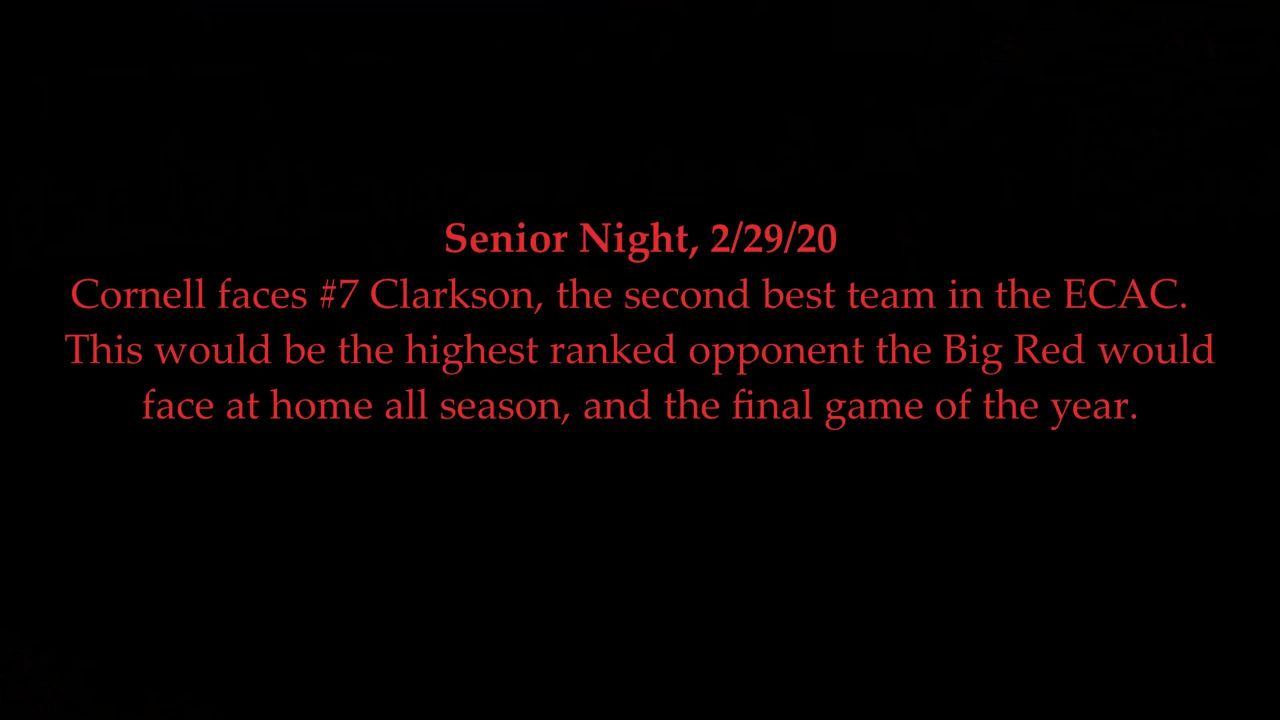 Senior Night, 2/29/20
Cornell faces #7 Clarkson, the second best team in the ECAC.
This would be the highest ranked opponent the Big Red would
face at home all season, and the final game of the year.